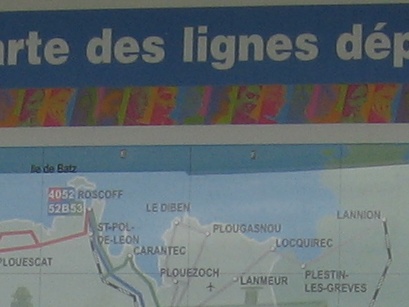 arte des lignes dép
Ile de Batz
4052 ROSCOFF
52B53
LE DIBEN
LANNION
ST-POL-
DE-LEON
PLOUGASNOU
LOCQUIREC
PLOUESCAT
CARANTEC
PLOUEZOCH
LANMEUR
PLESTIN-
LES-GREVES